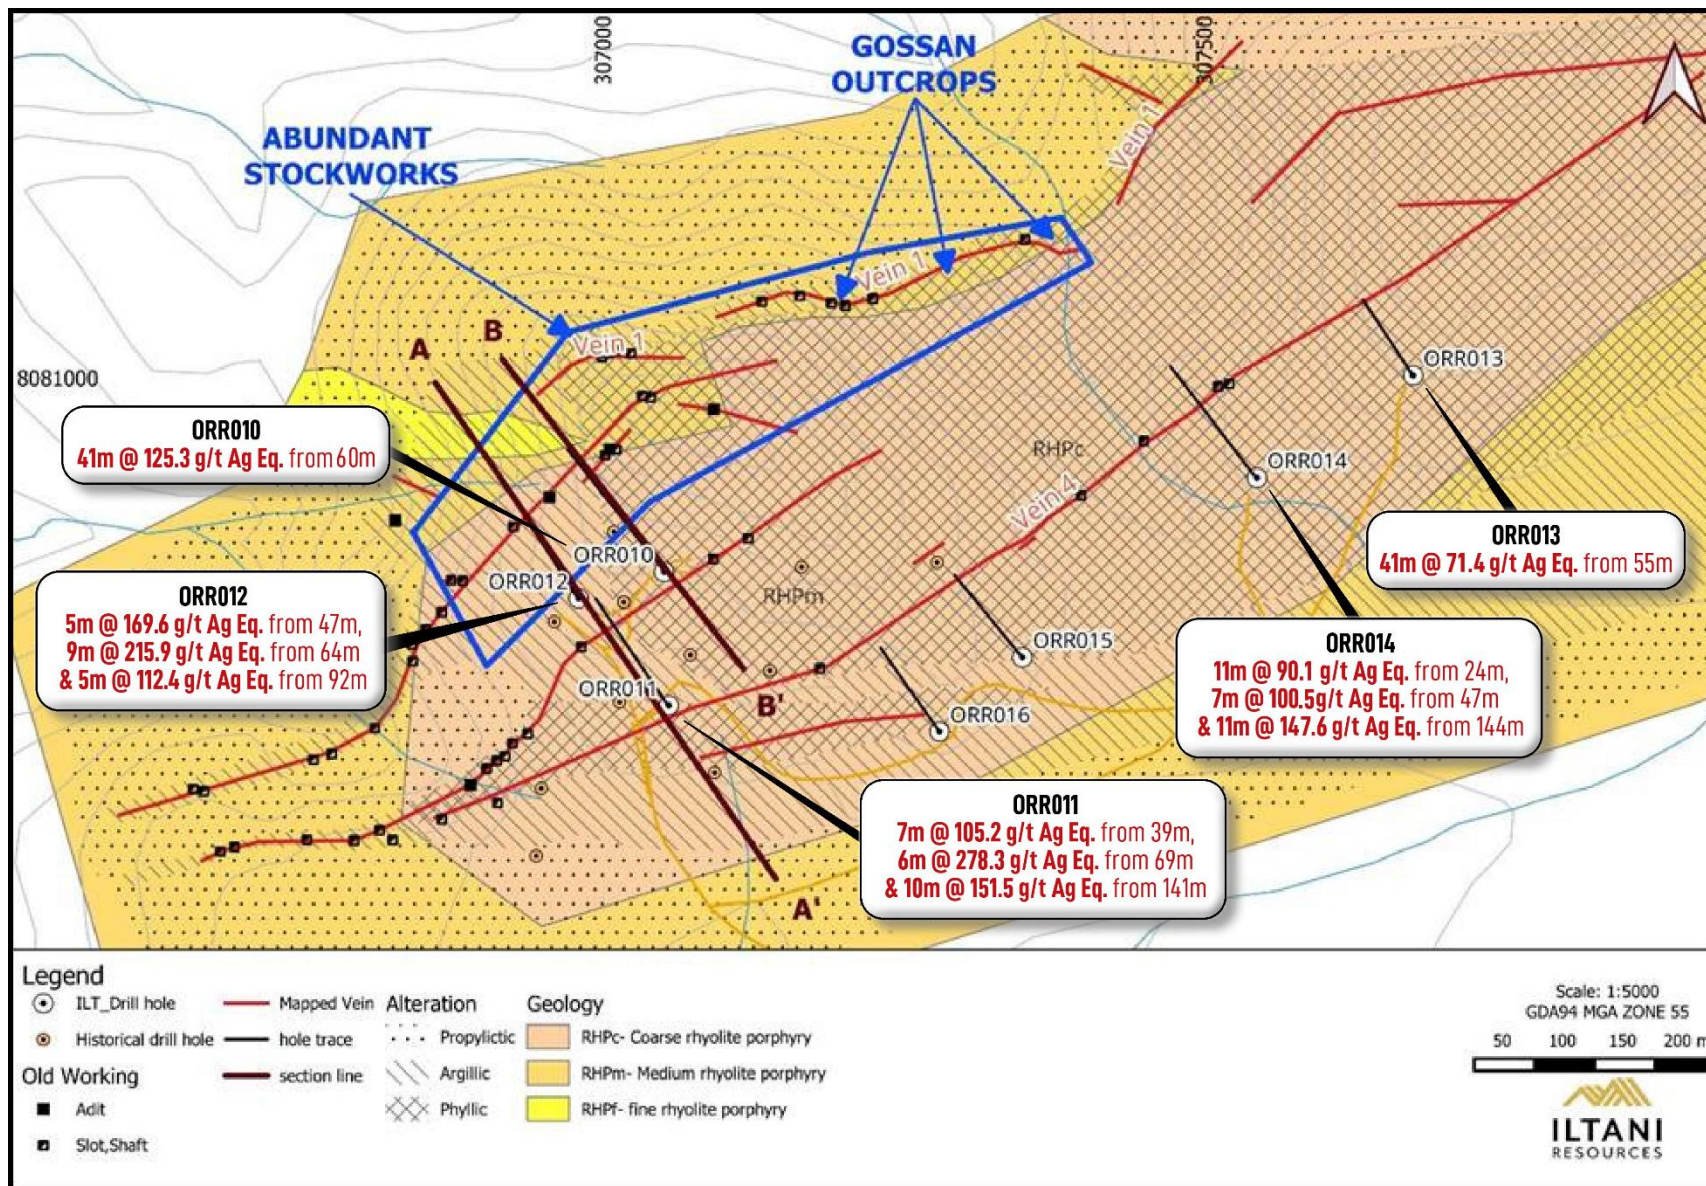 307000
307500
GOSSAN
OUTCROPS
ABUNDANT
STOCKWORKS
Vein 1
Vein 1
Vein 1
8081000
A
B
ORR010
41m @ 125.3 g/t Ag Eq. from 60m
ORR013
RHPc
ORR014
Vein 4
ORR013
41m @ 71.4 g/t Ag Eq. from 55m
ORR010
ORR012
RHPm
ORR012
5m @ 169.6 g/t Ag Eq. from 47m,
9m @ 215.9 g/t Ag Eq. from 64m
& 5m @ 112.4 g/t Ag Eq. from 92m
ORR015
ORR014
11m @ 90.1 g/t Ag Eq. from 24m,
7m @ 100.5g/t Ag Eq. from 47m
& 11m @ 147.6 g/t Ag Eq. from 144m
ORR011
B'
ORR016
ORR011
7m @ 105.2 g/t Ag Eq. from 39m,
6m @ 278.3 g/t Ag Eq. from 69m
& 10m @ 151.5 g/t Ag Eq. from 141m
A'
Legend
ILT_Drill hole
Historical drill hole
Old Working
Adit
Slot,Shaft
Mapped Vein
hole trace
section line
Alteration
Propylictic
Argillic
Phyllic
Geology
RHPc- Coarse rhyolite porphyry
RHPm- Medium rhyolite porphyry
RHPf- fine rhyolite porphyry
Scale: 1:5000
GDA94 MGA ZONE 55
50 100 150 200 m
ILTANI
RESOURCES